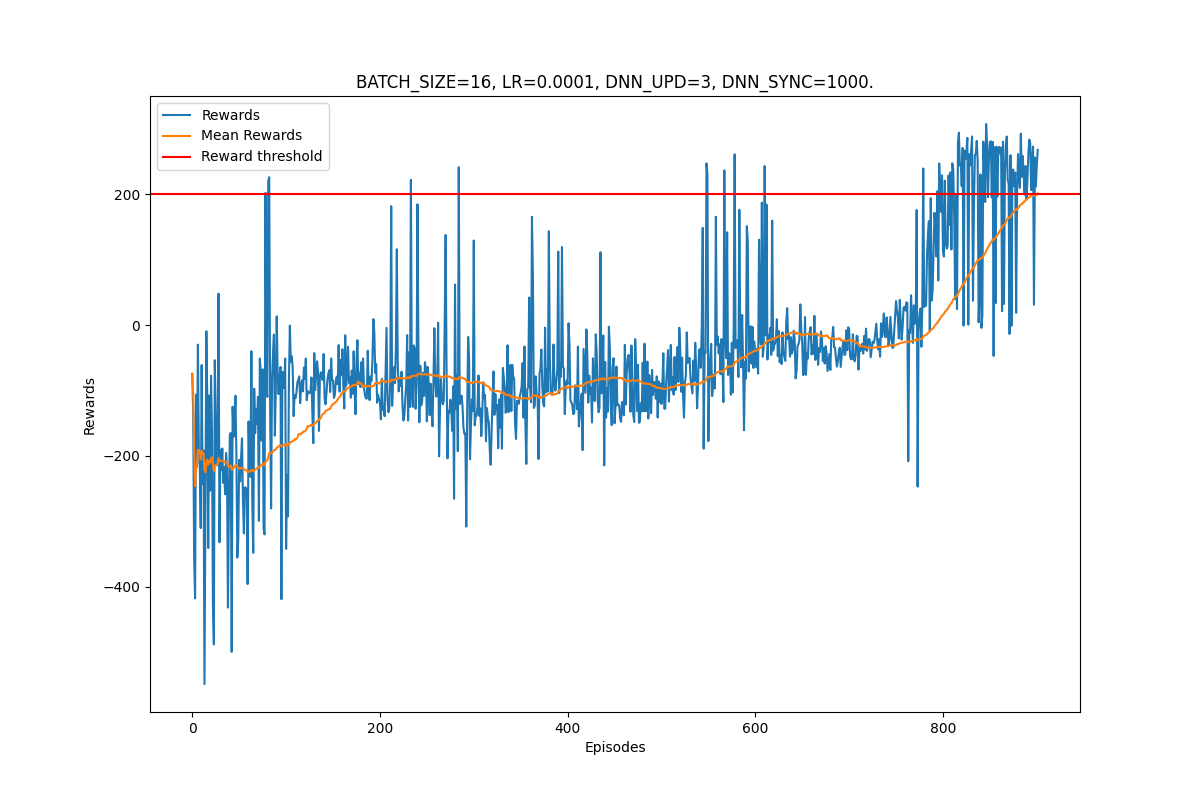 BATCH_SIZE=16, LR=0.0001, DNN_UPD=3, DNN_SYNC=1000.
Rewards
Mean Rewards
Reward threshold
200
0
−200
−400
Rewards
0
200
400
600
800
Episodes